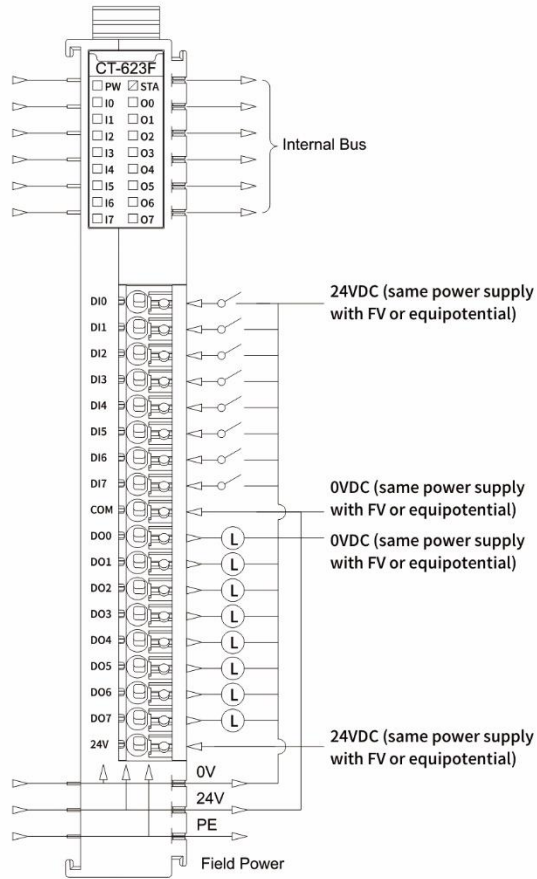 CT-623F
PW STA
I0 O0
I1 O1
I2 O2
I3 O3
I4 O4
I5 O5
I6 O6
I7 O7
Internal Bus
DI0
24VDC (same power supply
with FV or equipotential)
DI1
DI2
DI3
DI4
DI5
DI6
DI7
0VDC (same power supply
with FV or equipotential)
COM
DO0 L
0VDC (same power supply
with FV or equipotential)
DO1 L
DO2 L
DO3 L
DO4 L
DO5 L
DO6 L
DO7 L
24V
24VDC (same power supply
with FV or equipotential)
0V
24V
PE
Field Power